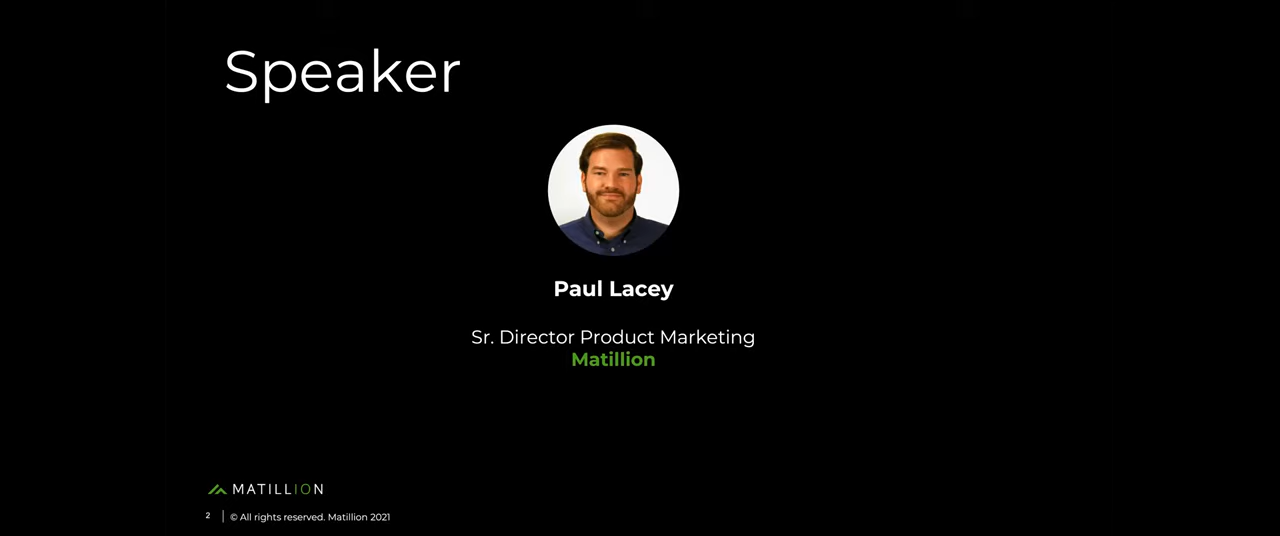 Speaker
Paul Lacey
Sr. Director Product Marketing
Matillion
MATILLION
2
© All rights reserved. Matillion 2021